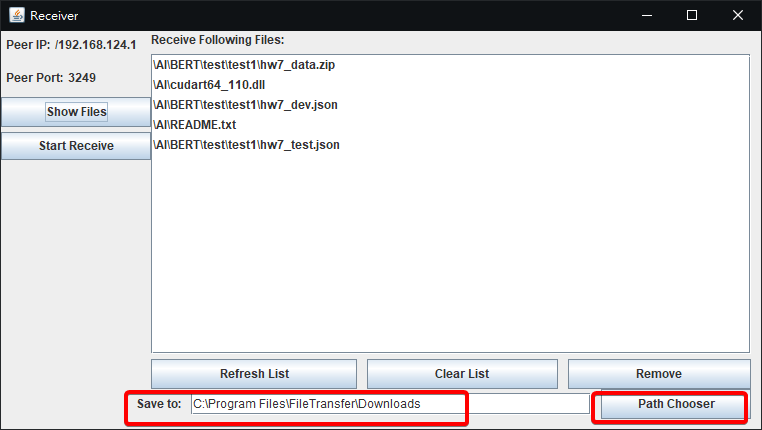 Receiver
Peer IP: /192.168.124.1
Receive Following Files:
Peer Port: 3249
Show Files
Start Receive
\AI\BERT\test\test1\hw7_data.zip
\AI\cudart64_110.dll
\AI\BERT\test\test1\hw7_dev.json
\AI\README.txt
\AI\BERT\test\test1\hw7_test.json
Refresh List
Clear List
Remove
Save to: C:\Program Files\FileTransfer\Downloads
Path Chooser